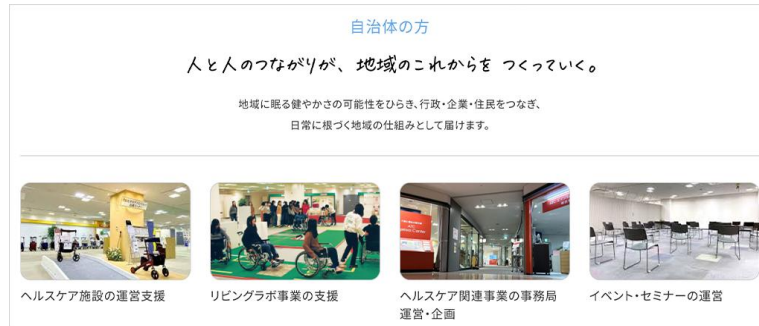 自治体の方
人と人のつながりが、地域のこれからを つくっていく。
地域に眠る健やかさの可能性をひらき、行政・企業・住民をつなぎ、
日常に根づく地域の仕組みとして届けます。
ヘルスケア施設の運営支援
リビングラボ事業の支援
ヘルスケア関連事業の事務局
運営・企画
イベント・セミナーの運営